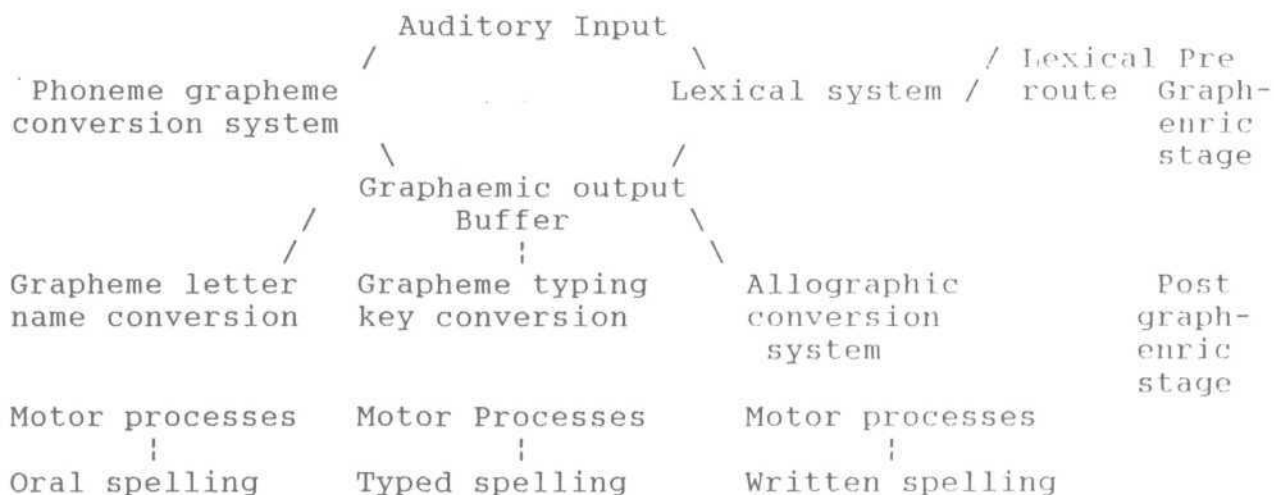 Auditory Input
/ \ / Lexical Pre
Phoneme grapheme Lexical system / route Graph-
conversion system enric
\ / stage
Graphaemic output
/ Buffer \
/ ¦ \
Grapheme letter Grapheme typing Allographic Post
name conversion key conversion conversion graph-
system enric
stage
Motor processes Motor Processes Motor processes
¦ ¦ ¦
Oral spelling Typed spelling Written spelling